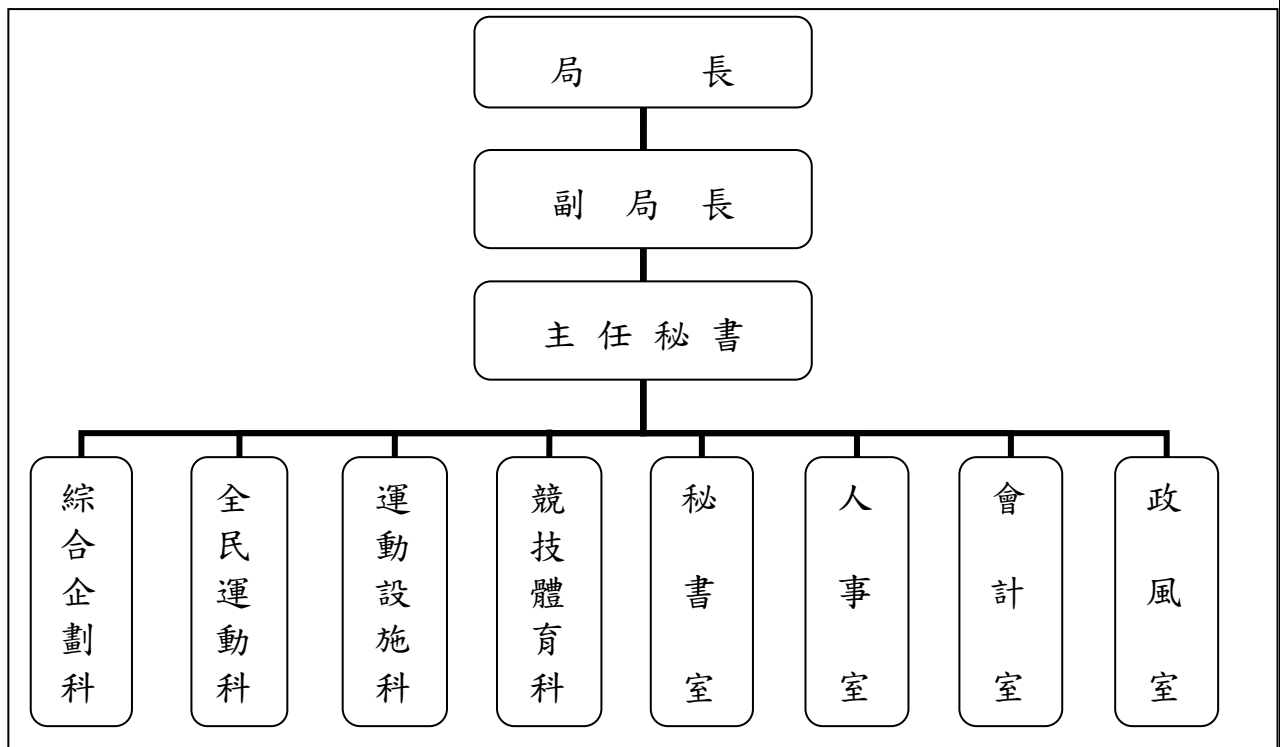 局長
副局長
主任秘書
綜合企劃科
全民運動科
運動設施科
競技體育科
秘書室
人事室
會計室
政風室